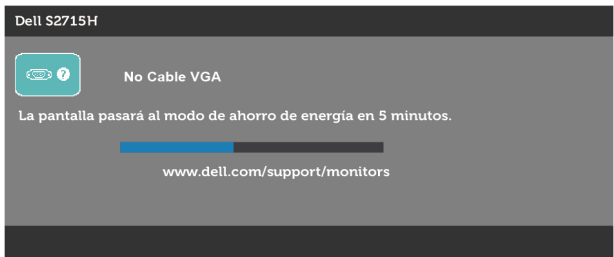 Dell S2715H
No Cable VGA
La pantalla pasará al modo de ahorro de energía en 5 minutos.
www.dell.com/support/monitors